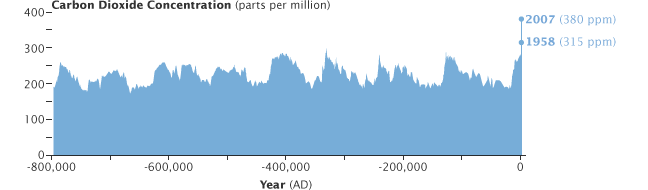 Carbon Dioxide Concentration (parts per million)
400
300
200
100
0
2007 (380 ppm)
1958 (315 ppm)
-800,000 -600,000 -400,000 -200,000 0
Year (AD)